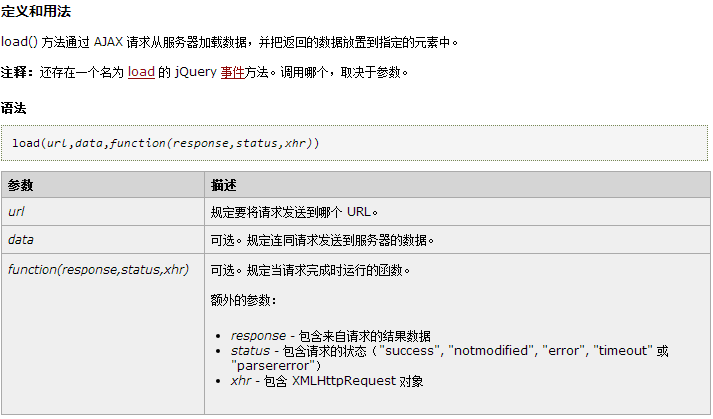 定义和用法
load() 方法通过 AJAX 请求从服务器加载数据，并把返回的数据放置到指定的元素中。
注释：还存在一个名为 load 的 jQuery 事件方法。调用哪个，取决于参数。
语法
load(url,data,function(response,status,xhr))
参数 描述
url 规定要将请求发送到哪个 URL。
data 可选。规定连同请求发送到服务器的数据。
function(response,status,xhr) 可选。规定当请求完成时运行的函数。
额外的参数：
• response - 包含来自请求的结果数据
• status - 包含请求的状态（"success", "notmodified", "error", "timeout" 或
"parsererror"）
• xhr - 包含 XMLHttpRequest 对象